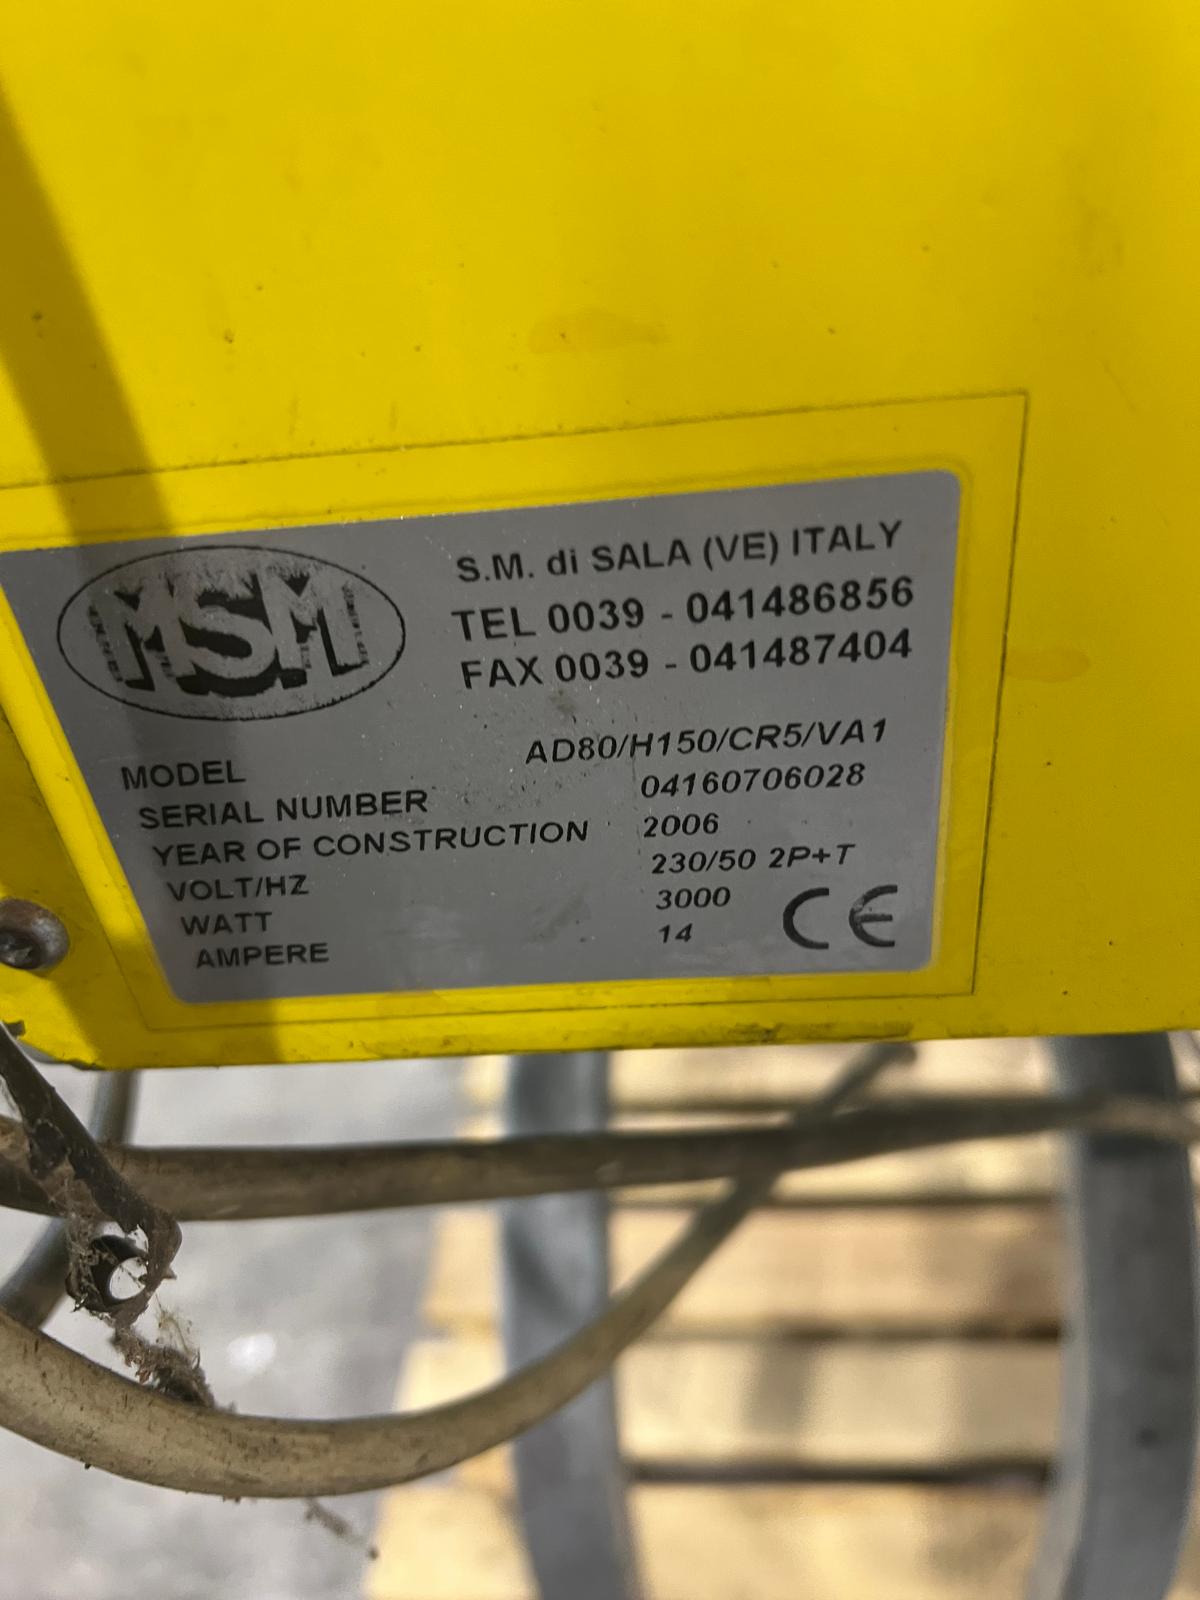 MSM
S.M. di SALA (VE) ITALY
TEL 0039 - 041486856
FAX 0039 - 041487404
MODEL AD80/H150/CR5/VA1
SERIAL NUMBER 04160706028
YEAR OF CONSTRUCTION 2006
VOLT/HZ 230/50 2P+T
WATT 3000
AMPERE 14
CE